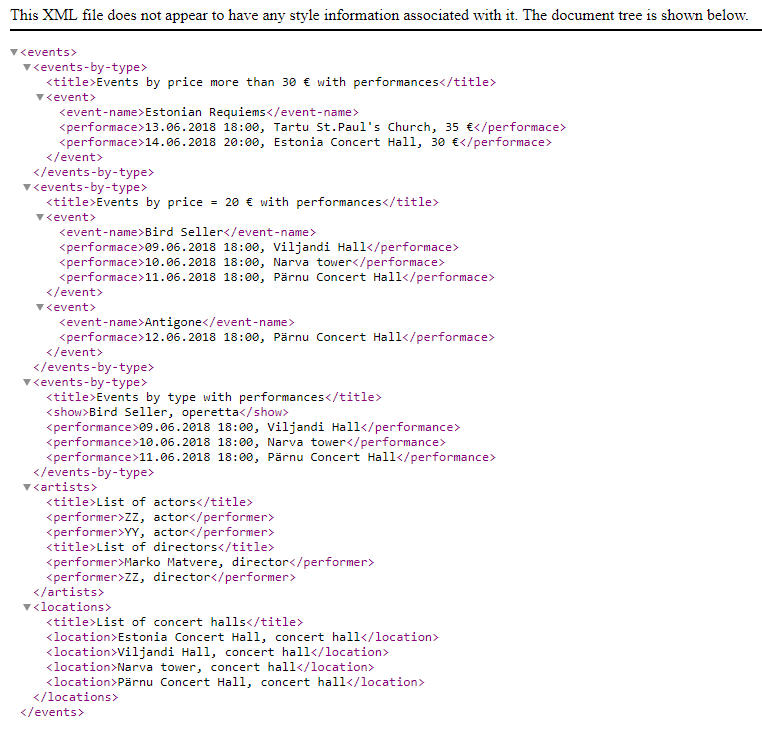 This XML file does not appear to have any style information associated with it. The document tree is shown below.
▼<events>
▼<events-by-type>
<title>Events by price more than 30 € with performances</title>
▼<event>
<event-name>Estonian Requiems</event-name>
<performace>13.06.2018 18:00, Tartu St.Paul's Church, 35 €</performace>
<performace>14.06.2018 20:00, Estonia Concert Hall, 30 €</performace>
</event>
</events-by-type>
▼<events-by-type>
<title>Events by price = 20 € with performances</title>
▼<event>
<event-name>Bird Seller</event-name>
<performace>09.06.2018 18:00, Viljandi Hall</performace>
<performace>10.06.2018 18:00, Narva tower</performace>
<performace>11.06.2018 18:00, Pärnu Concert Hall</performace>
</event>
▼<event>
<event-name>Antigone</event-name>
<performace>12.06.2018 18:00, Pärnu Concert Hall</performace>
</event>
</events-by-type>
▼<events-by-type>
<title>Events by type with performances</title>
<show>Bird Seller, operetta</show>
<performance>09.06.2018 18:00, Viljandi Hall</performance>
<performance>10.06.2018 18:00, Narva tower</performance>
<performance>11.06.2018 18:00, Pärnu Concert Hall</performance>
</events-by-type>
▼<artists>
<title>List of actors</title>
<performer>ZZ, actor</performer>
<performer>YY, actor</performer>
<title>List of directors</title>
<performer>Marko Matvere, director</performer>
<performer>ZZ, director</performer>
</artists>
▼<locations>
<title>List of concert halls</title>
<location>Estonia Concert Hall, concert hall</location>
<location>Viljandi Hall, concert hall</location>
<location>Narva tower, concert hall</location>
<location>Pärnu Concert Hall, concert hall</location>
</locations>
</events>